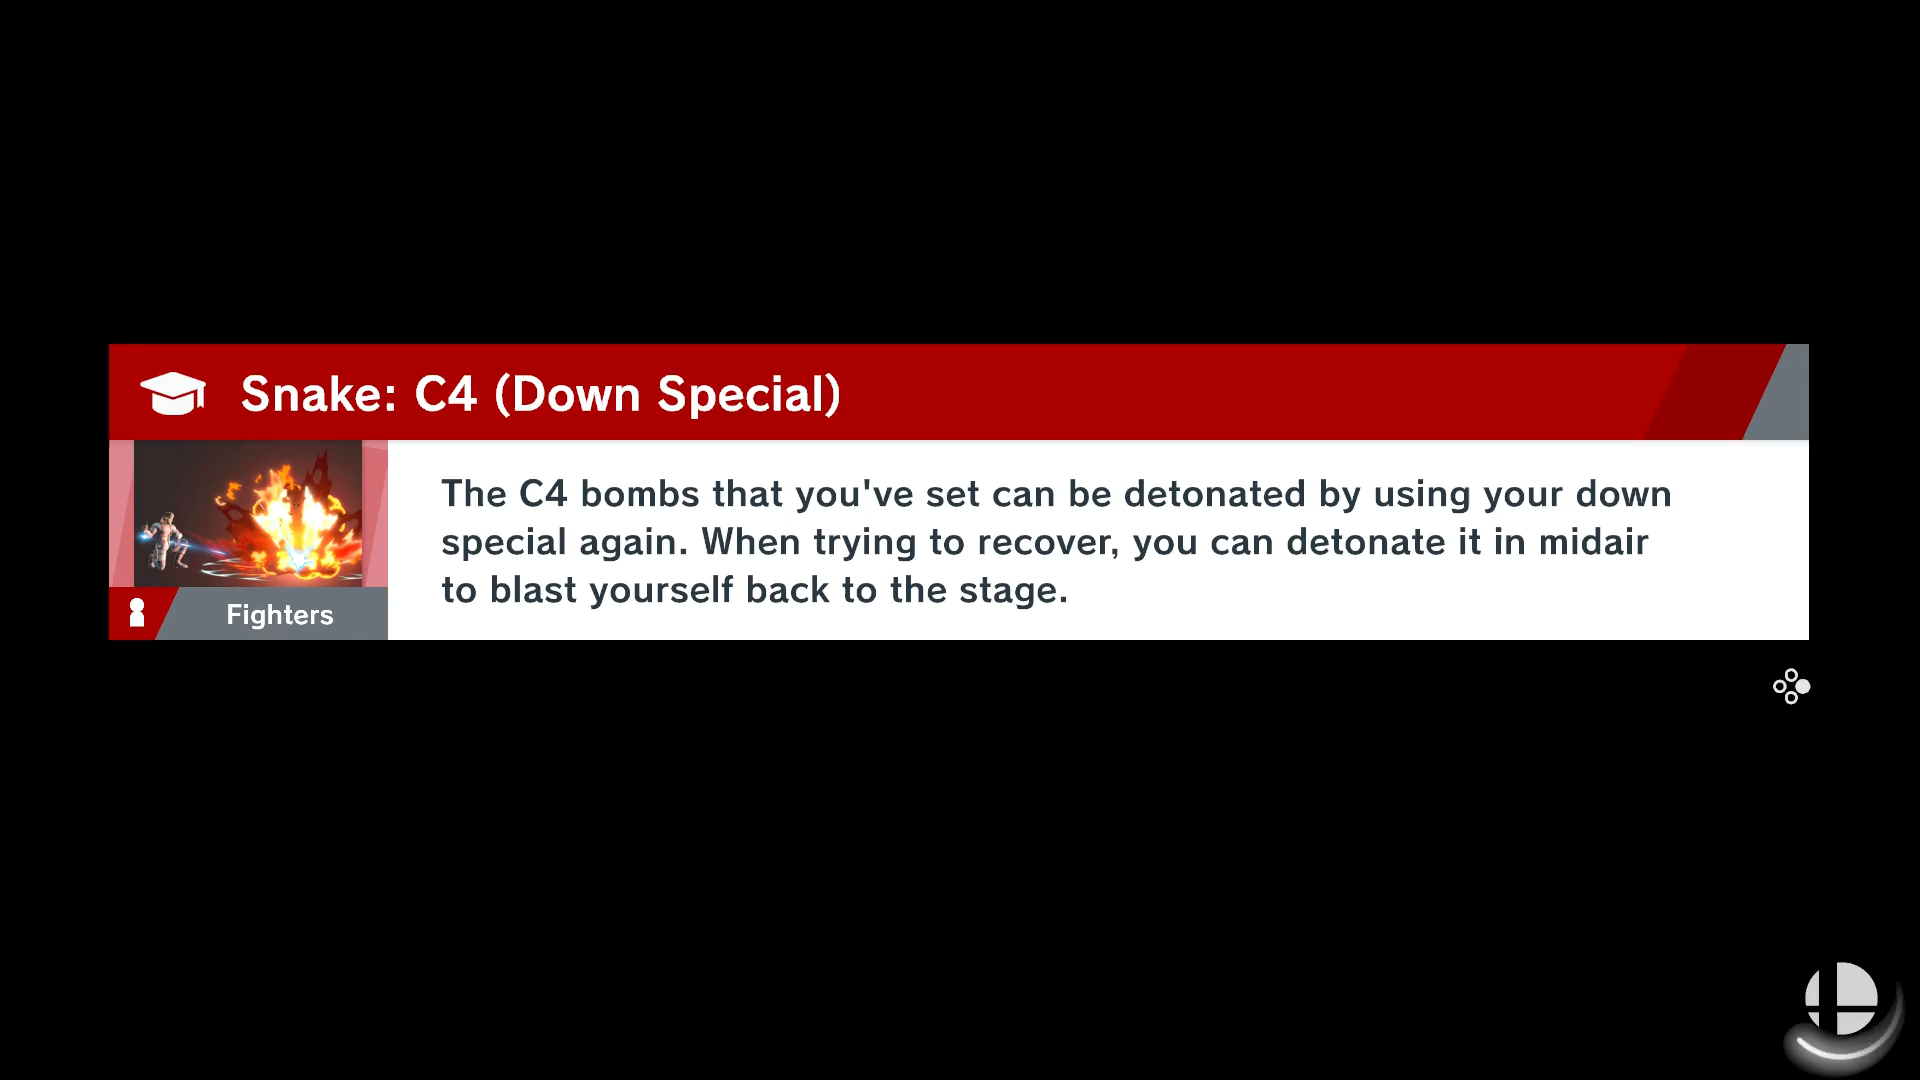 Snake: C4 (Down Special)
The C4 bombs that you've set can be detonated by using your down
special again. When trying to recover, you can detonate it in midair
to blast yourself back to the stage.
Fighters